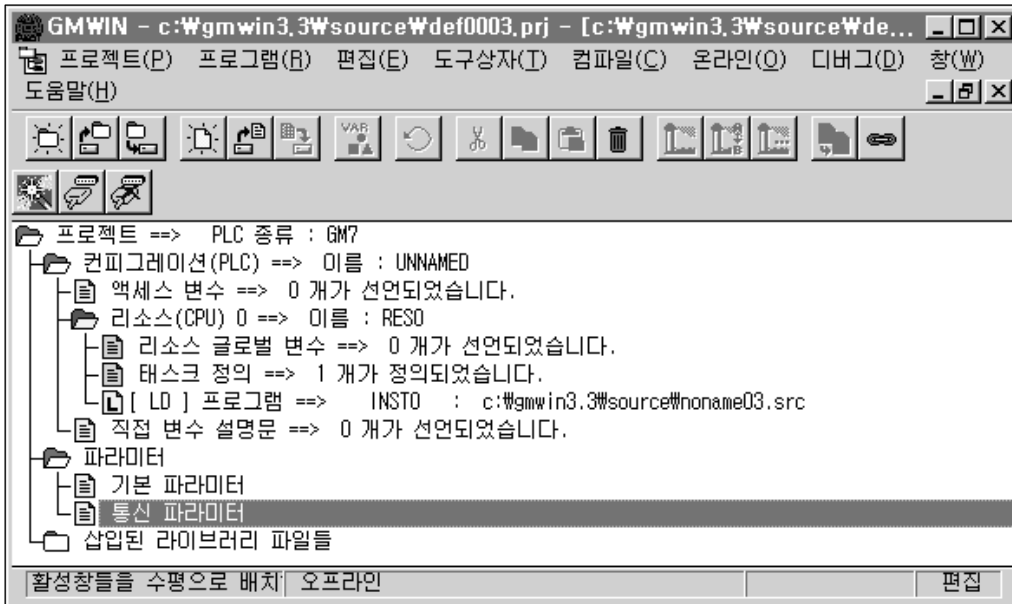 GM₩IN - c:₩gmwin3,3₩source₩def0003,prj - [c:₩gmwin3,3₩source₩de...
프로젝트(P) 프로그램(R) 편집(E) 도구상자(T) 컴파일(C) 온라인(O) 디버그(D) 창(W)
도움말(H)
VAR
프로젝트 ==> PLC 종류 : GM7
컨피그레이션(PLC) ==> 이름 : UNNAMED
액세스 변수 ==> 0 개가 선언되었습니다.
리소스(CPU) 0 ==> 이름 : RES0
리소스 글로벌 변수 ==> 0 개가 선언되었습니다.
태스크 정의 ==> 1 개가 정의되었습니다.
L [ LD ] 프로그램 ==> INST0 : c:₩gmwin3.3₩source₩noname03.src
직접 변수 설명문 ==> 0 개가 선언되었습니다.
파라미터
기본 파라미터
통신 파라미터
삽입된 라이브러리 파일들
활성창들을 수평으로 배치 오프라인 편집